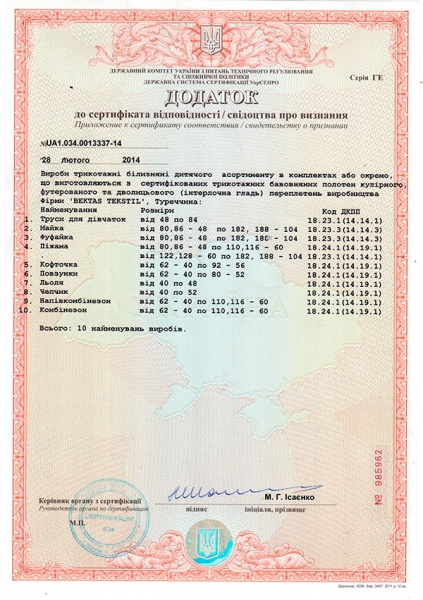 ДЕРЖАВНИЙ КОМІТЕТ УКРАЇНИ З ПИТАНЬ ТЕХНІЧНОГО РЕГУЛЮВАННЯ
ТА СПОЖИВЧОЇ ПОЛІТИКИ
ДЕРЖАВНА СИСТЕМА СЕРТИФІКАЦІЇ УкрСЕПРО
Серія ГЕ
ДОДАТОК
до сертифіката відповідності / свідоцтва про визнання
Приложение к сертификату соответствия / свидетельству о признании
№UA1.034.0013337-14
28 лютого 2014
Вироби трикотажні білизняні дитячого асортименту в комплектах або окремо,
що виготовляються з сертифікованих трикотажних бавовняних полотен кулірного,
футерованого та дволицьового (інтерлочна гладь) переплетень виробництва
фірми 'BEKTAS TEKSTIL', Туреччина:
Найменування Розміри Код ДКПП
1. Труси для дівчаток від 48 по 84 18.23.1(14.14.1)
2. Майка від 80,86 - 48 по 182, 188 - 104 18.23.3(14.14.3)
3. Фуфайка від 80,86 - 48 по 182, 188 - 104 18.23.3(14.14.3)
4. Піжама від 80,86 - 48 по 110,116 - 60 18.24.1(14.19.1)
від 122,128 - 60 по 182, 188 - 104 18.24.1(14.14.1)
5. Кофточка від 62 - 40 по 92 - 56 18.24.1(14.19.1)
6. Повзунки від 62 - 40 по 80 - 52 18.24.1(14.19.1)
7. Льоля від 40 по 48 18.24.1(14.19.1)
8. Чепчик від 40 по 52 18.24.1(14.19.1)
9. Напівкомбінезон від 62 - 40 по 110,116 - 60 18.24.1(14.19.1)
10. Комбінезон від 62 - 40 по 110,116 - 60 18.24.1(14.19.1)
Всього: 10 найменувань виробів.
№ 985962
Керівник органу з сертифікації
Руководитель органа по сертификации
М. Г. Ісаєнко
М.П.
підпис
ініціали, прізвище
СЕРТИФІКАЦІЯ
034